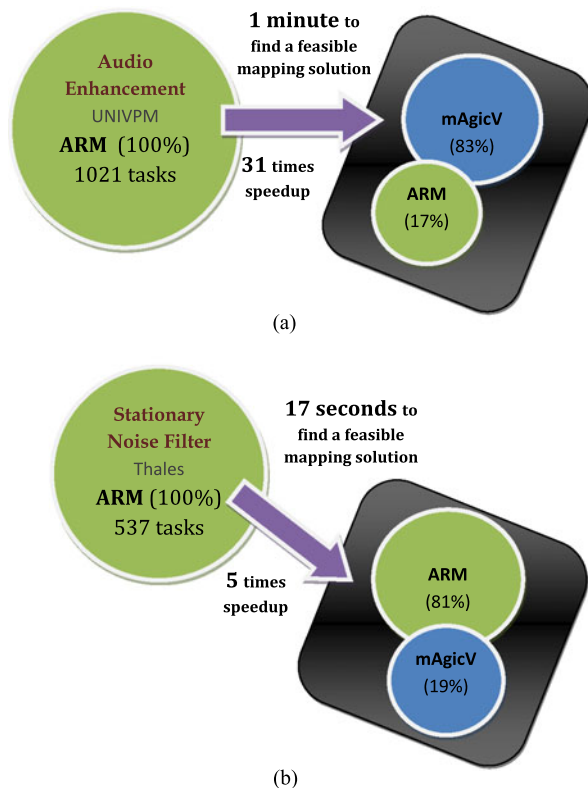 Audio
Enhancement
UNIVPM
ARM (100%)
1021 tasks
1 minute to
find a feasible
mapping solution
31 times
speedup
mAgicV
(83%)
ARM
(17%)
(a)
Stationary
Noise Filter
Thales
ARM (100%)
537 tasks
17 seconds to
find a feasible
mapping solution
5 times
speedup
ARM
(81%)
mAgicV
(19%)
(b)